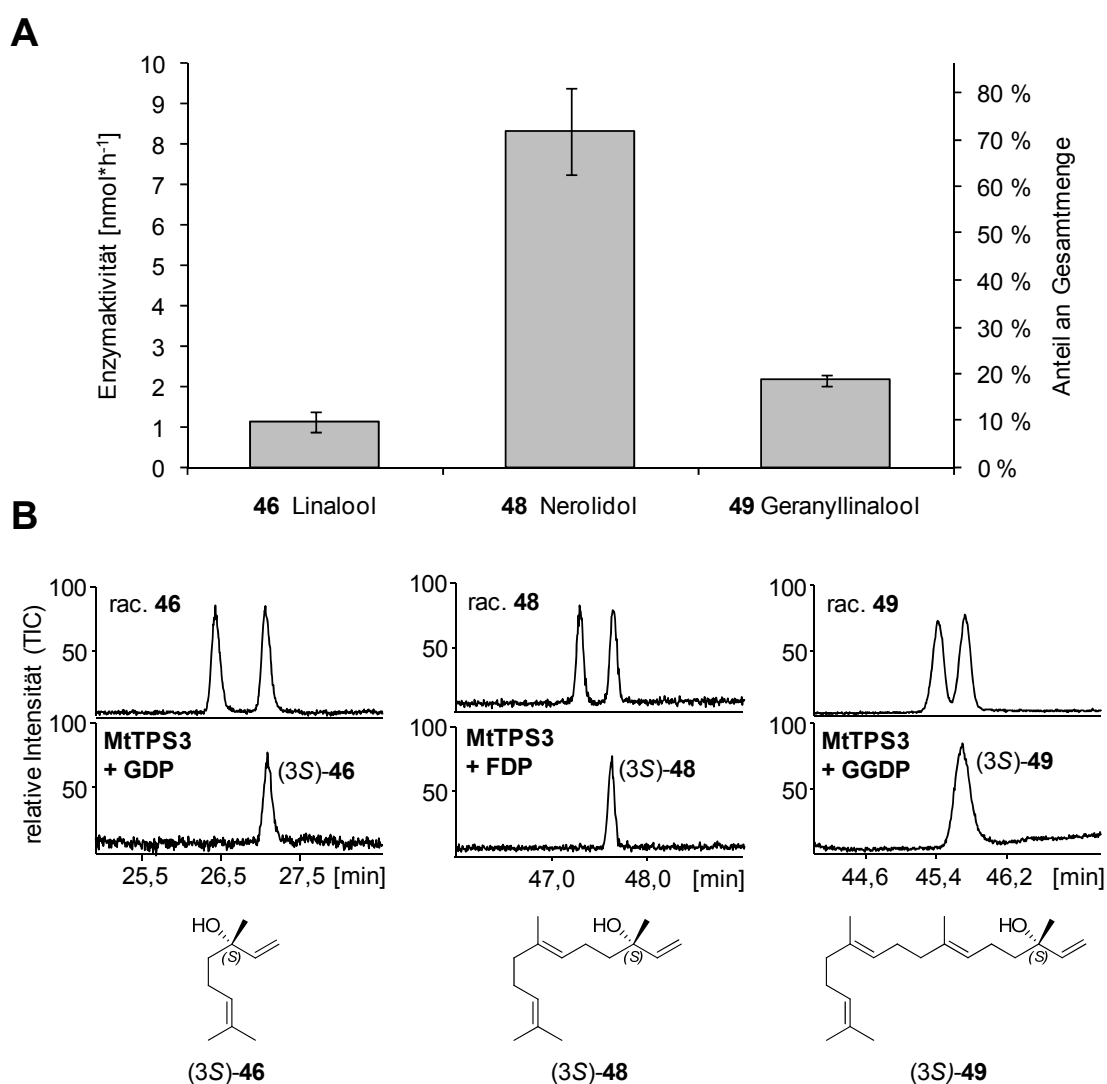 A
Enzymaktivität [nmol*h-1]
10
9
8
7
6
5
4
3
2
1
0
80 %
70 %
60 %
50 %
40 %
30 %
20 %
10 %
0 %
Anteil an Gesamtmenge
46 Linalool
48 Nerolidol
49 Geranyllinalool
B
relative Intensität (TIC)
100
50
rac. 46
100
50
MtTPS3
+ GDP
(3S)-46
25,5 26,5 27,5 [min]
100
50
rac. 48
100
50
MtTPS3
+ FDP
(3S)-48
47,0 48,0 [min]
100
50
rac. 49
100
50
MtTPS3
+ GGDP
(3S)-49
44,6 45,4 46,2 [min]
HO
(S)
HO
(S)
HO
(S)
(3S)-46
(3S)-48
(3S)-49